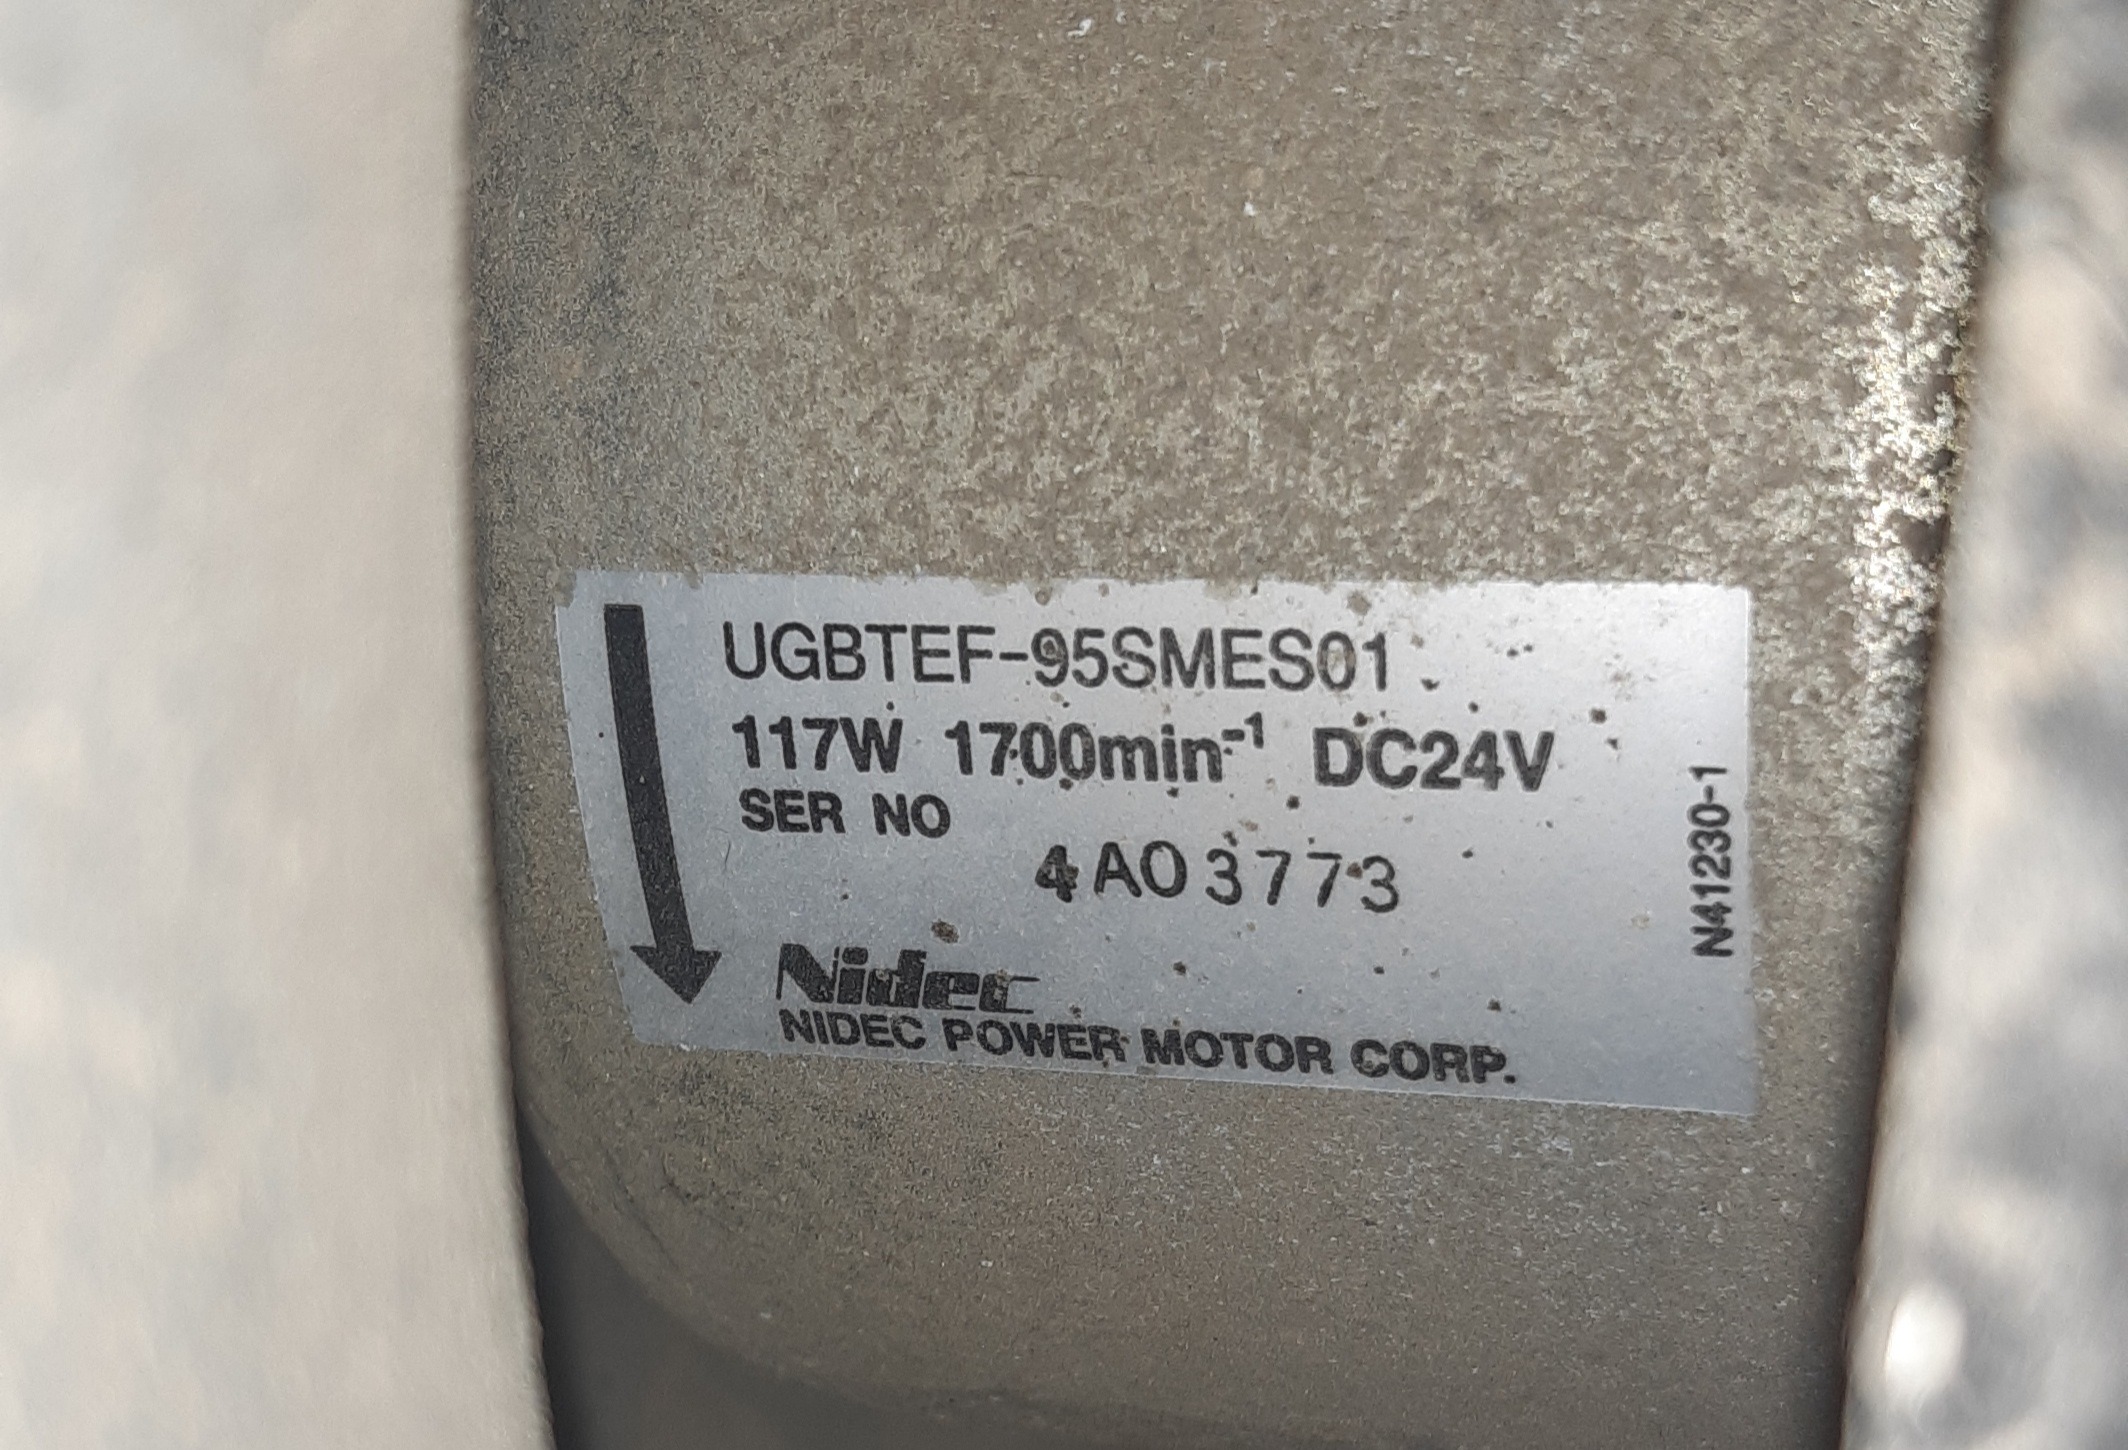 UGBTEF-95SMES01
117W 1700min⁻¹ DC24V
SER NO
4A03773
N41230-1
Nidec
NIDEC POWER MOTOR CORP.